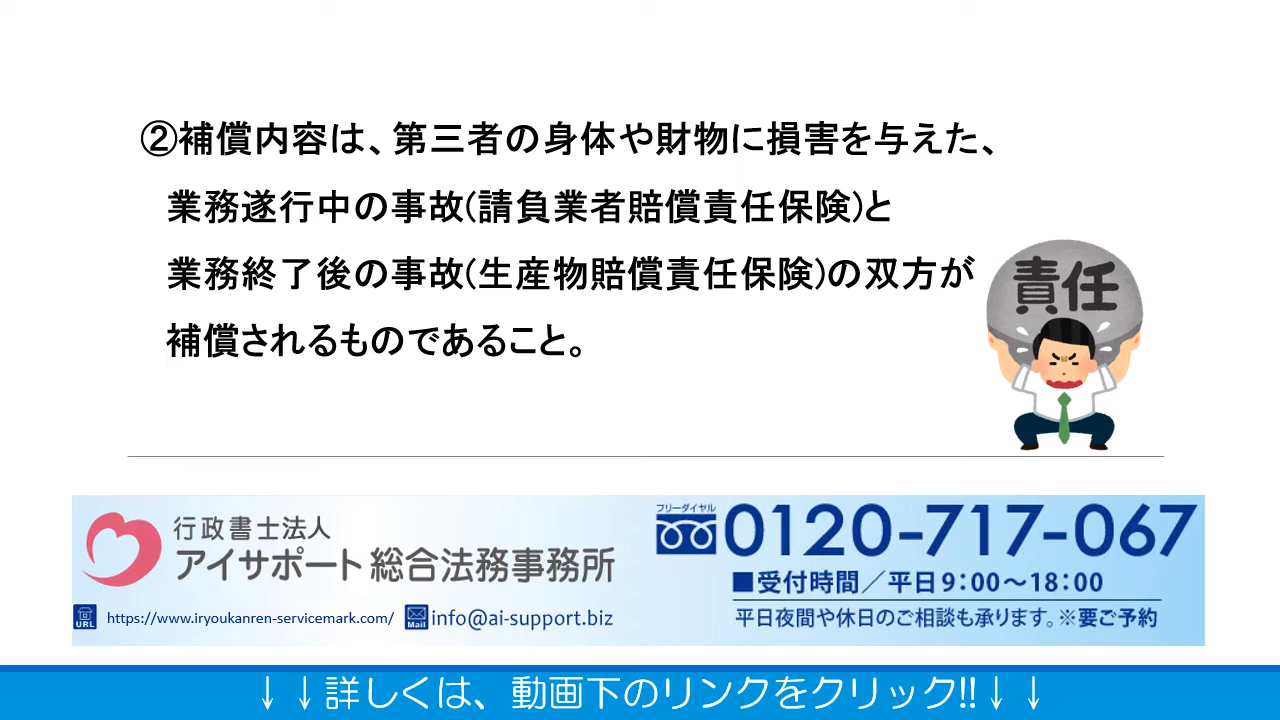 ②補償内容は、第三者の身体や財物に損害を与えた、
業務遂行中の事故(請負業者賠償責任保険)と
業務終了後の事故(生産物賠償責任保険)の双方が
補償されるものであること。
責任
行政書士法人
アイサポート総合法務事務所
URL https://www.iryoukanren-servicemark.com/
Mail info@ai-support.biz
フリーダイヤル
0120-717-067
■受付時間／平日9:00～18:00
平日夜間や休日のご相談も承ります。※要ご予約
↓↓詳しくは、動画下のリンクをクリック!!↓↓